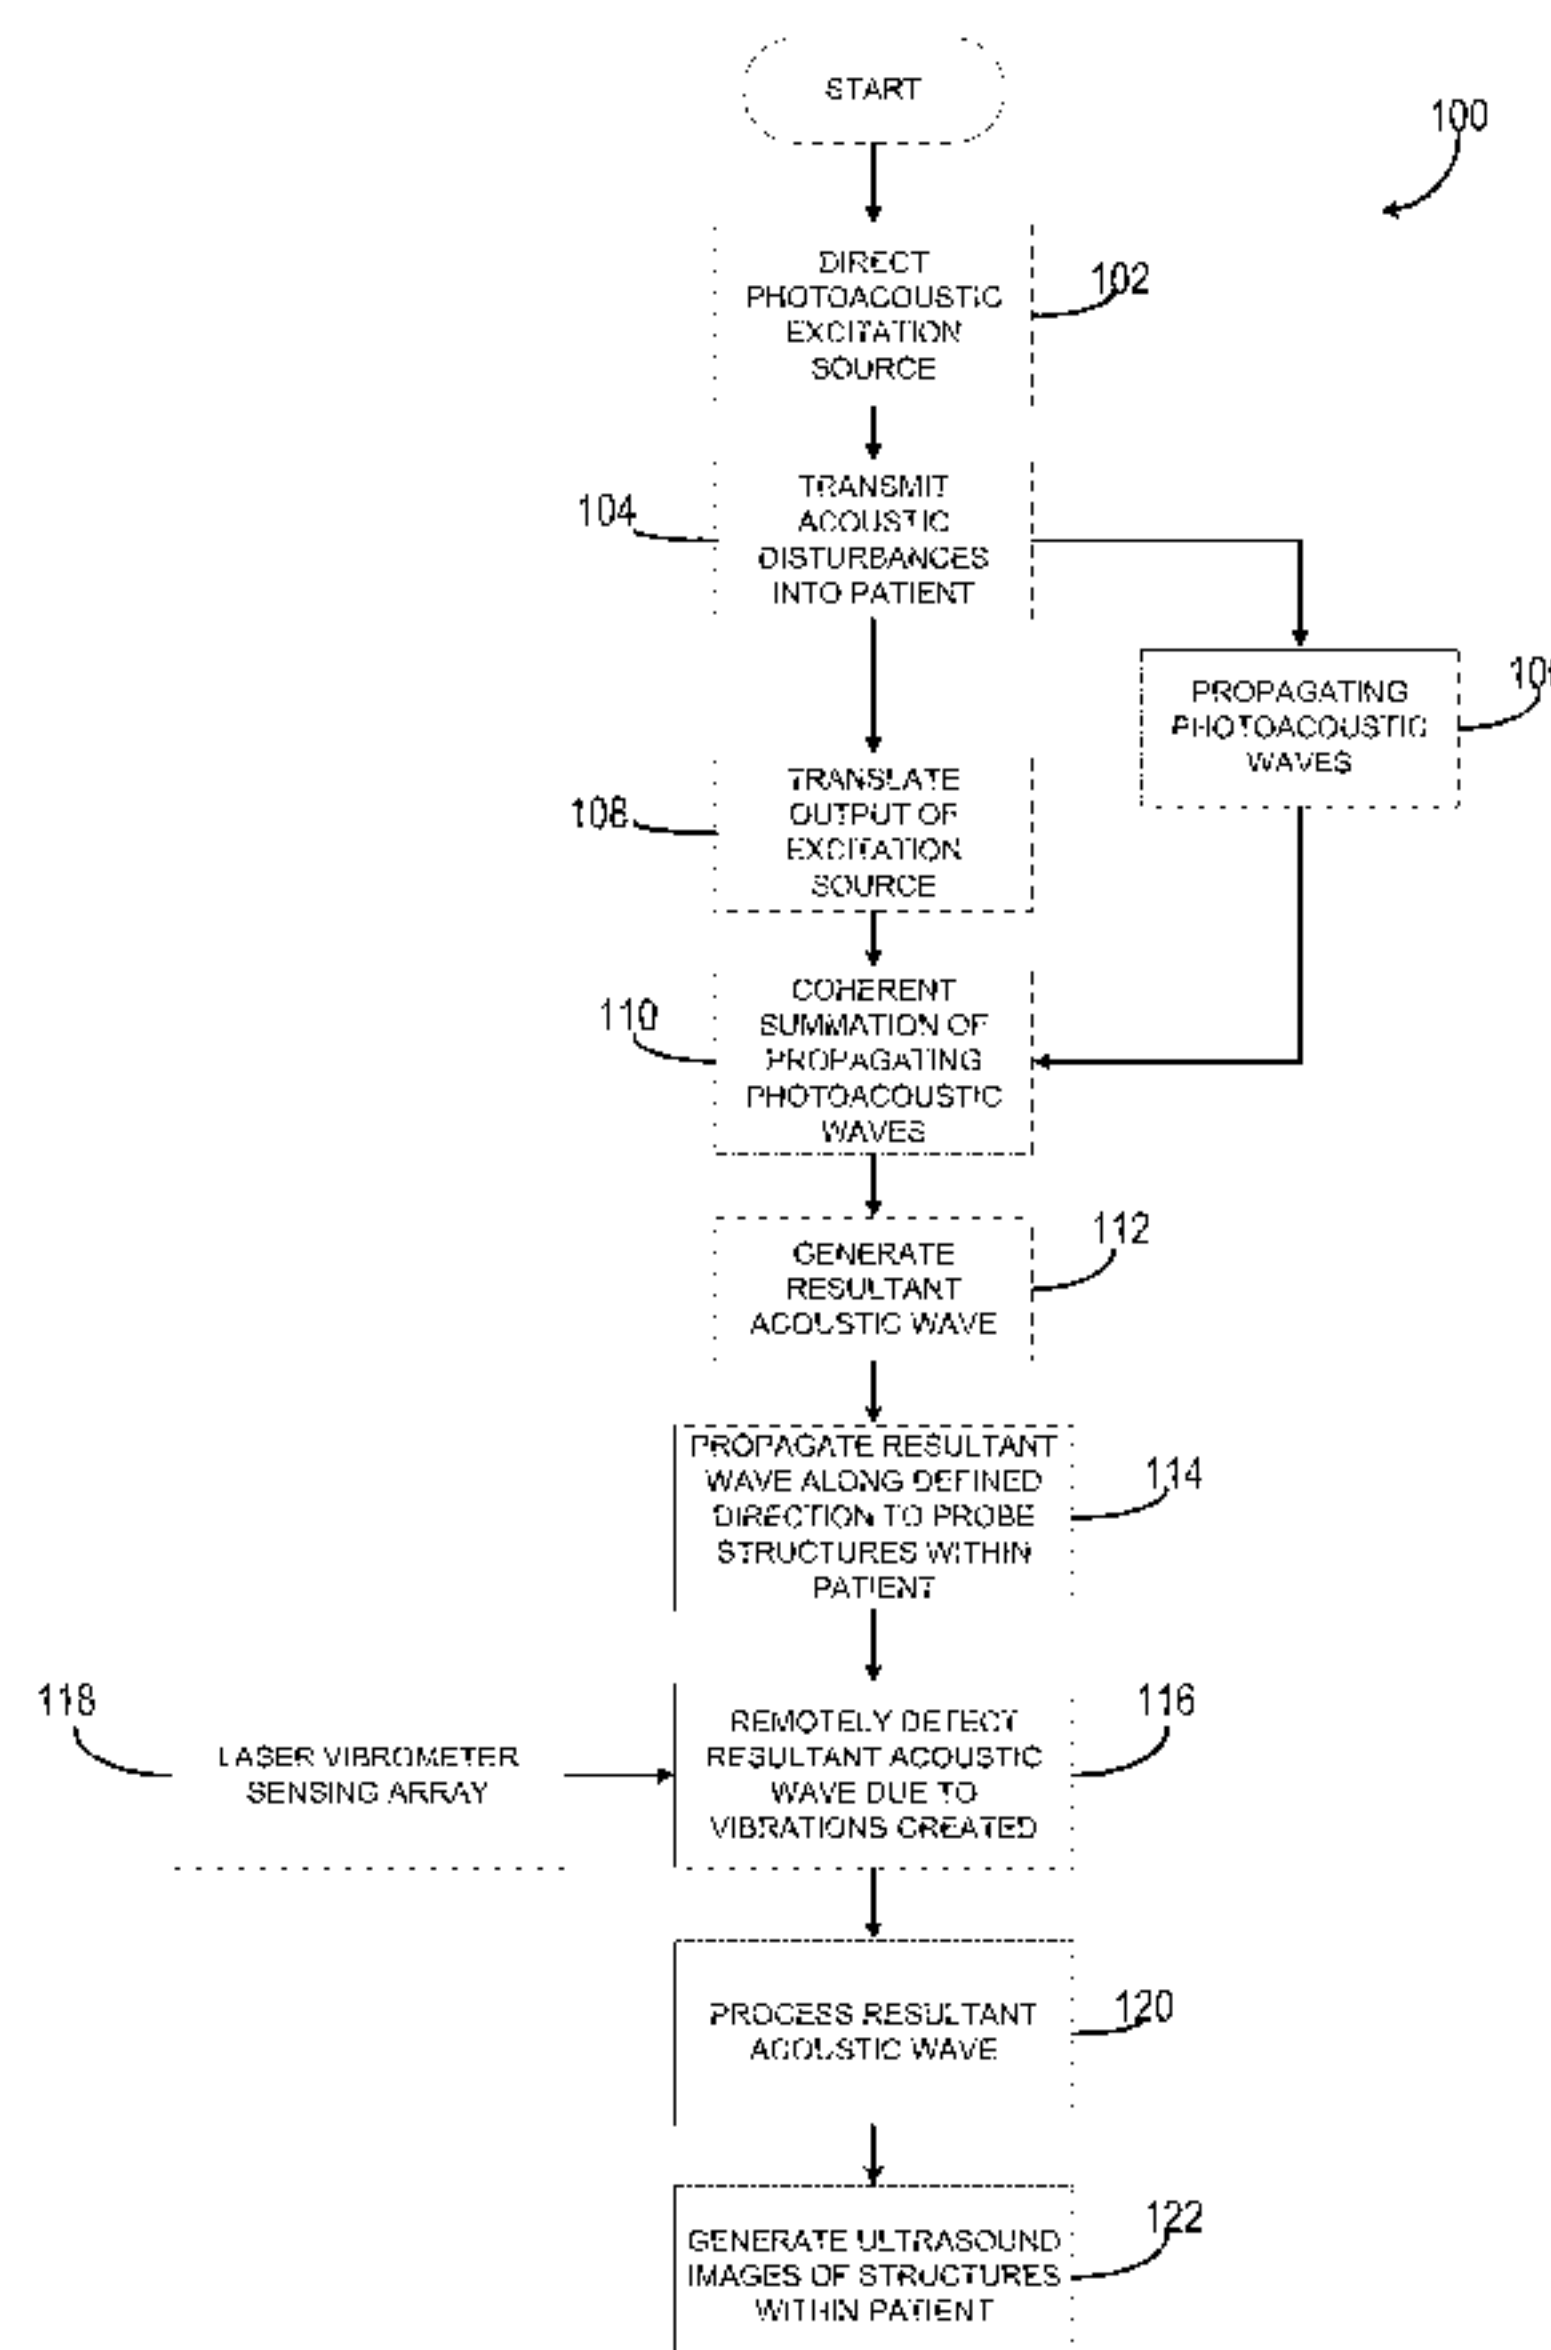 START
100
DIRECT
PHOTOACOUSTIC
EXCITATION
SOURCE
102
TRANSMIT
ACOUSTIC
DISTURBANCES
INTO PATIENT
104
PROPAGATING
PHOTOACOUSTIC
WAVES
TRANSLATE
OUTPUT OF
EXCITATION
SOURCE
108
COHERENT
SUMMATION OF
PROPAGATING
PHOTOACOUSTIC
WAVES
110
GENERATE
RESULTANT
ACOUSTIC WAVE
112
PROPAGATE RESULTANT
WAVE ALONG DEFINED
DIRECTION TO PROBE
STRUCTURES WITHIN
PATIENT
114
118
LASER VIBROMETER
SENSING ARRAY
REMOTELY DETECT
RESULTANT ACOUSTIC
WAVE DUE TO
VIBRATIONS CREATED
116
PROCESS RESULTANT
ACOUSTIC WAVE
120
GENERATE ULTRASOUND
IMAGES OF STRUCTURES
WITHIN PATIENT
122